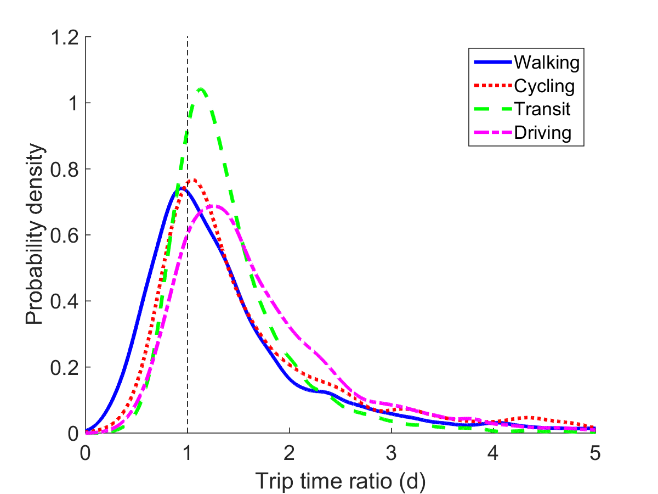 1.2
1
0.8
0.6
0.4
0.2
0
0 1 2 3 4 5
Probability density
Trip time ratio (d)
Walking
Cycling
Transit
Driving